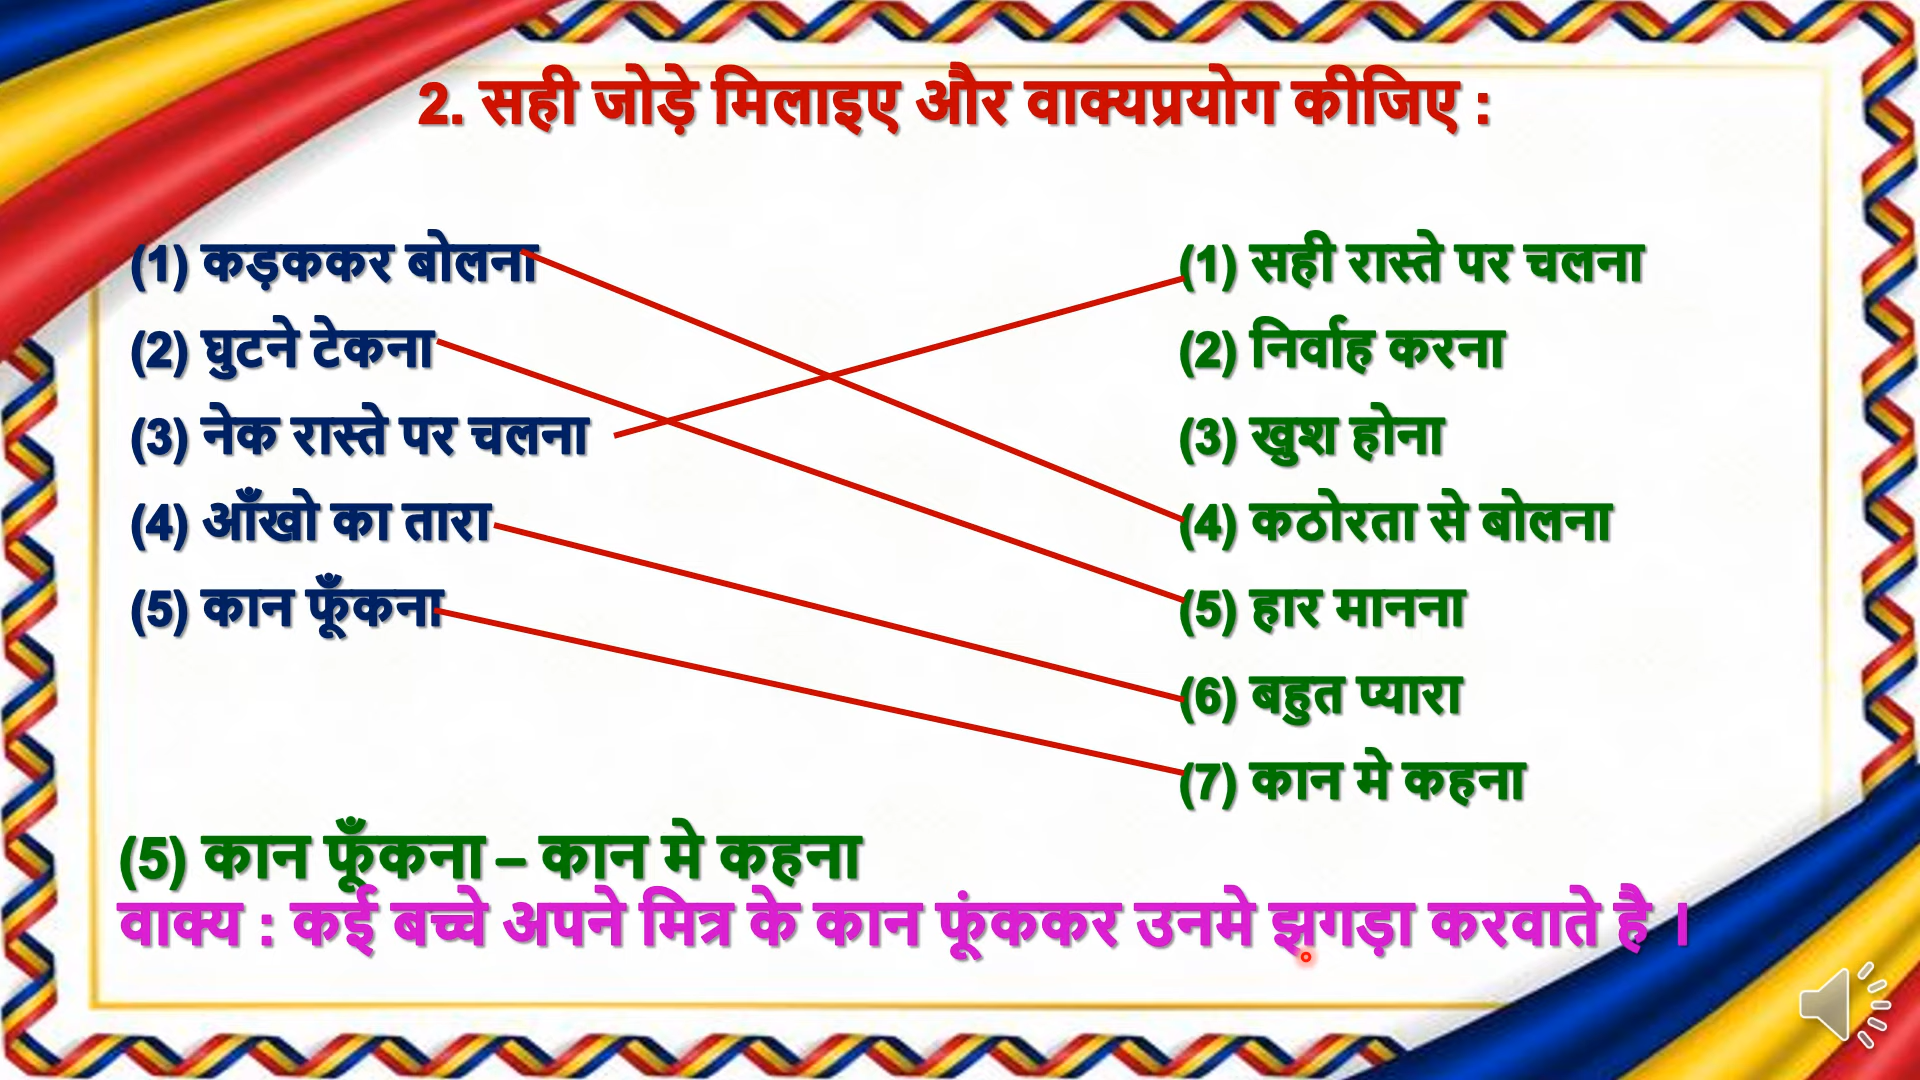 2. सही जोड़े मिलाइए और वाक्यप्रयोग कीजिए :
(1) कड़ककर बोलना
(2) घुटने टेकना
(3) नेक रास्ते पर चलना
(4) आँखो का तारा
(5) कान फूँकना
(1) सही रास्ते पर चलना
(2) निर्वाह करना
(3) खुश होना
(4) कठोरता से बोलना
(5) हार मानना
(6) बहुत प्यारा
(7) कान मे कहना
(5) कान फूँकना – कान मे कहना
वाक्य : कई बच्चे अपने मित्र के कान फूंककर उनमे झगड़ा करवाते है ।